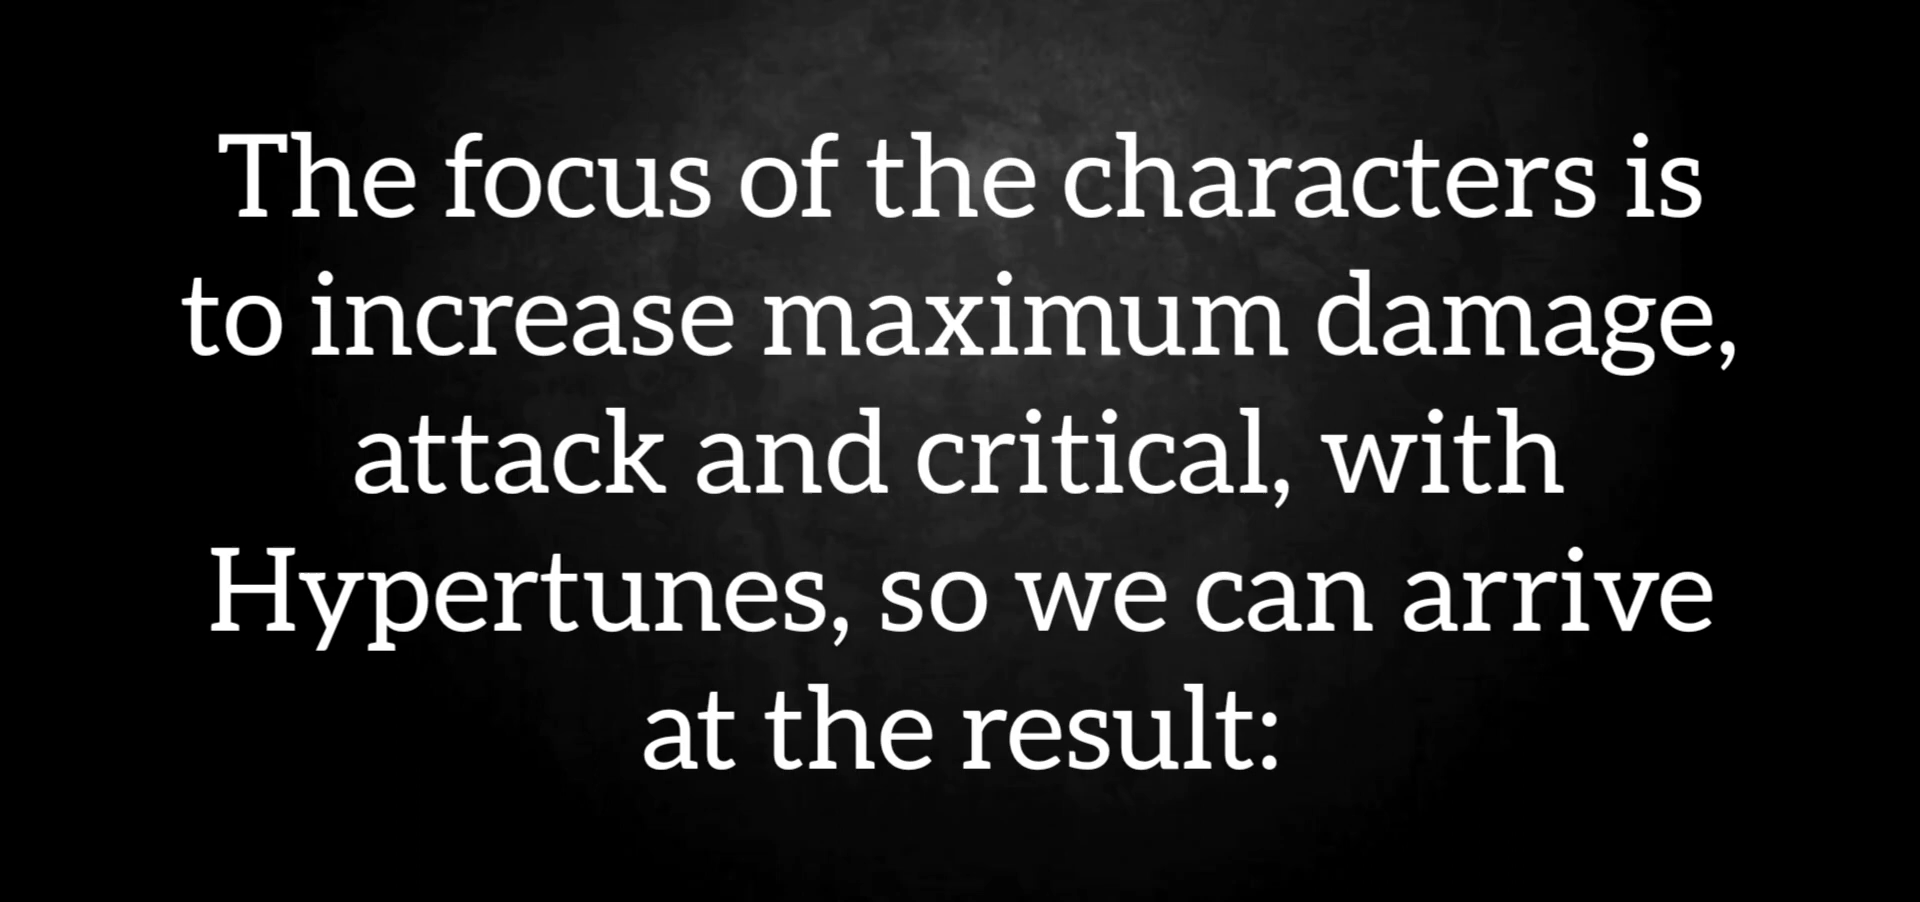 The focus of the characters is
to increase maximum damage,
attack and critical, with
Hypertunes, so we can arrive
at the result: